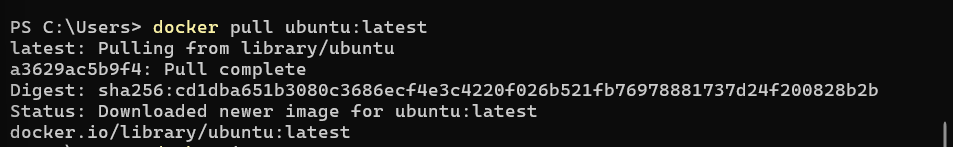 PS C:\Users> docker pull ubuntu:latest
latest: Pulling from library/ubuntu
a3629ac5b9f4: Pull complete
Digest: sha256:cd1dba651b3080c3686ecf4e3c4220f026b521fb76978881737d24f200828b2b
Status: Downloaded newer image for ubuntu:latest
docker.io/library/ubuntu:latest